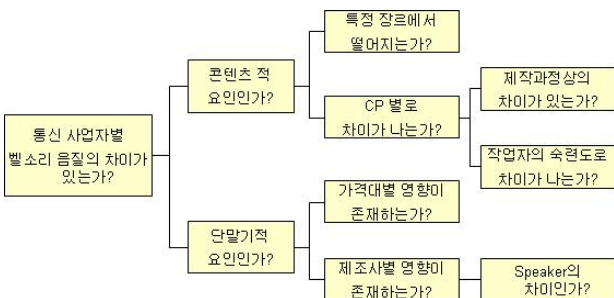 통신 사업자별
벨소리 음질의 차이가
있는가?
콘텐츠 적
요인인가?
특정 장르에서
떨어지는가?
CP 별로
차이가 나는가?
제작과정상의
차이가 있는가?
작업자의 숙련도로
차이가 나는가?
단말기적
요인인가?
가격대별 영향이
존재하는가?
제조사별 영향이
존재하는가?
Speaker의
차이인가?